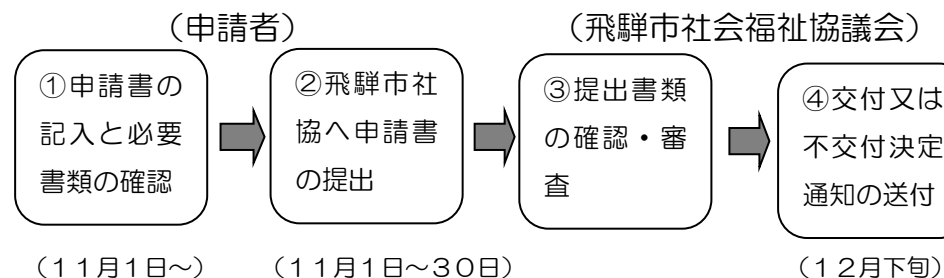 （申請者）
（飛騨市社会福祉協議会）
①申請書の
記入と必要
書類の確認
②飛騨市社
協へ申請書
の提出
③提出書類
の確認・審
査
④交付又は
不交付決定
通知の送付
（１１月１日～）
（１１月１日～３０日）
（１２月下旬）